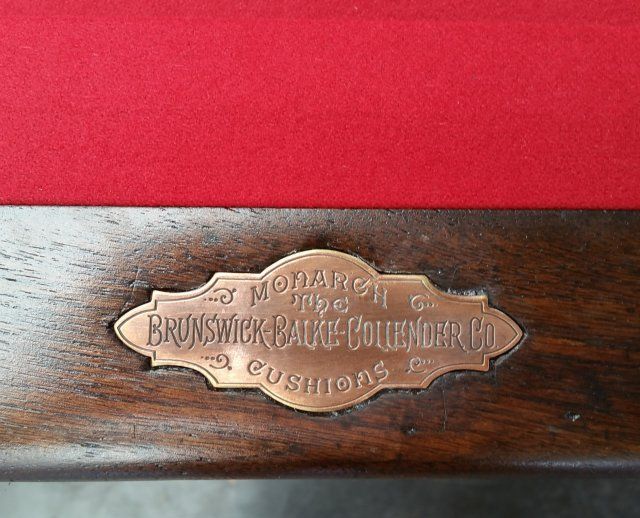 MONARCH
THE
BRUNSWICK-BALKE-COLLENDER CO.
CUSHIONS